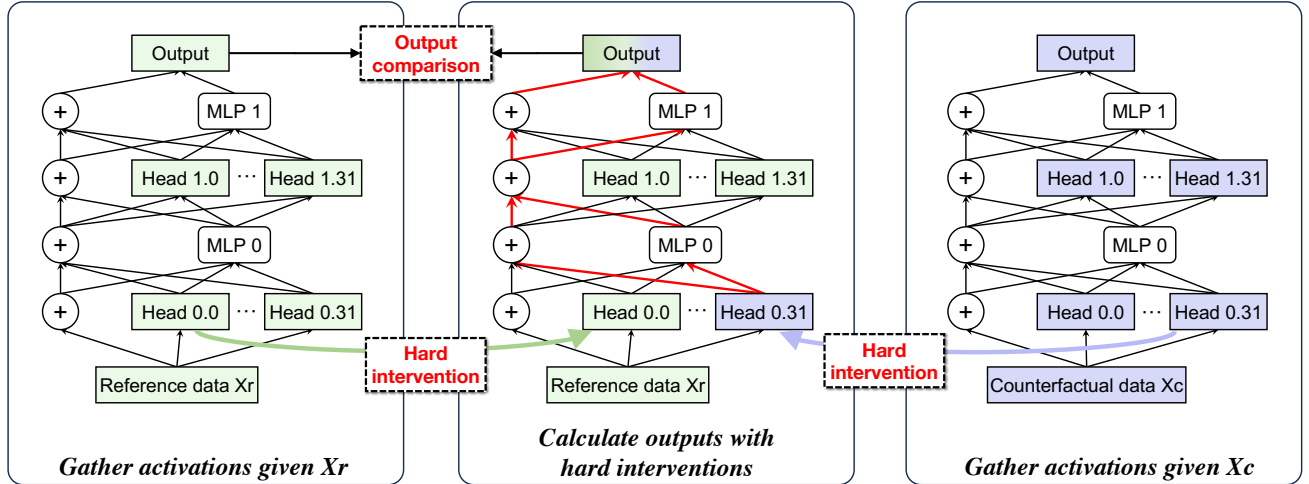 Output
+
MLP 1
+
Head 1.0 ... Head 1.31
+
MLP 0
+
Head 0.0 ... Head 0.31
Reference data Xr
Gather activations given Xr
Output
comparison
Hard
intervention
Output
+
MLP 1
+
Head 1.0 ... Head 1.31
+
MLP 0
+
Head 0.0 ... Head 0.31
Reference data Xr
Calculate outputs with
hard interventions
Hard
intervention
Output
+
MLP 1
+
Head 1.0 ... Head 1.31
+
MLP 0
+
Head 0.0 ... Head 0.31
Counterfactual data Xc
Gather activations given Xc